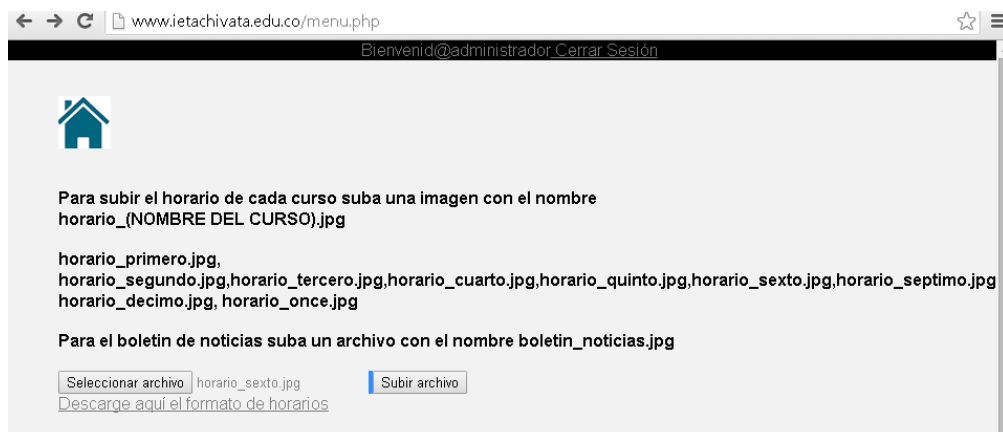 www.ietachivata.edu.co/menu.php
Bienvenid@administrador Cerrar Sesión
Para subir el horario de cada curso suba una imagen con el nombre
horario_(NOMBRE DEL CURSO).jpg
horario_primero.jpg,
horario_segundo.jpg,horario_tercero.jpg,horario_cuarto.jpg,horario_quinto.jpg,horario_sexto.jpg,horario_septimo.jpg
horario_decimo.jpg, horario_once.jpg
Para el boletin de noticias suba un archivo con el nombre boletin_noticias.jpg
Seleccionar archivo horario_sexto.jpg Subir archivo
Descarge aquí el formato de horarios